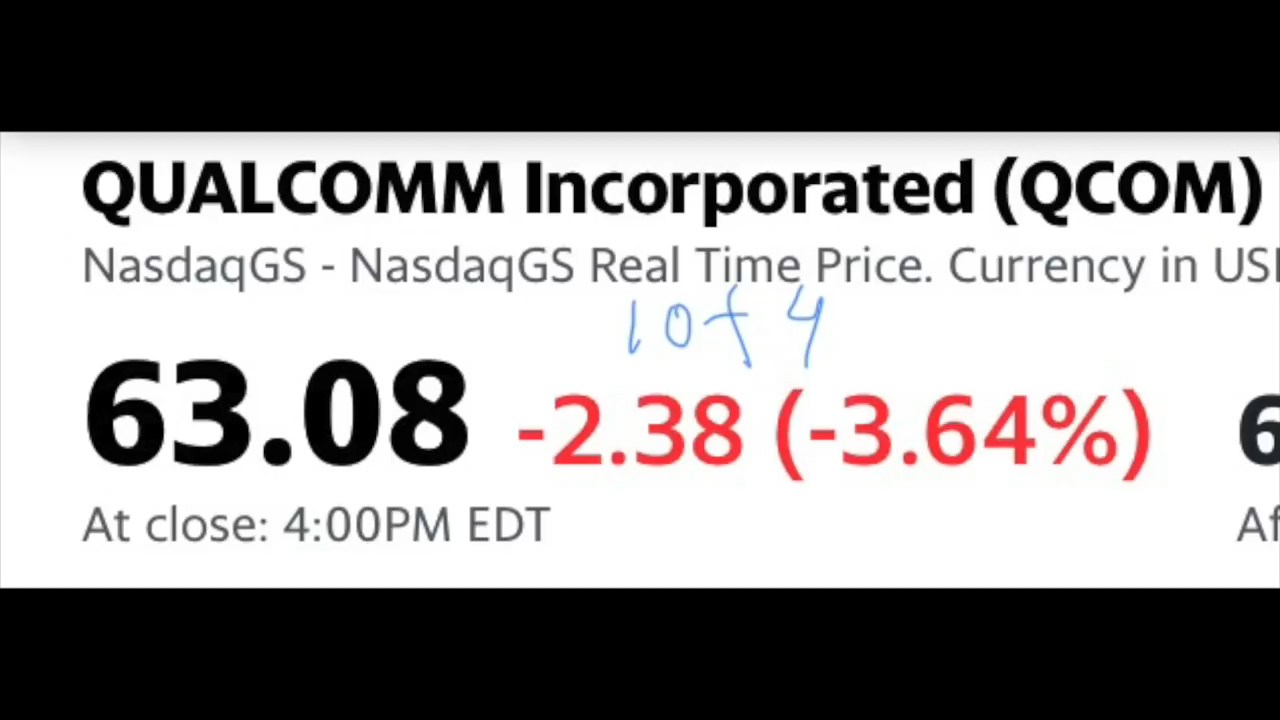 QUALCOMM Incorporated (QCOM)
NasdaqGS - NasdaqGS Real Time Price. Currency in
1 of 4
63.08 -2.38 (-3.64%)
At close: 4:00PM EDT